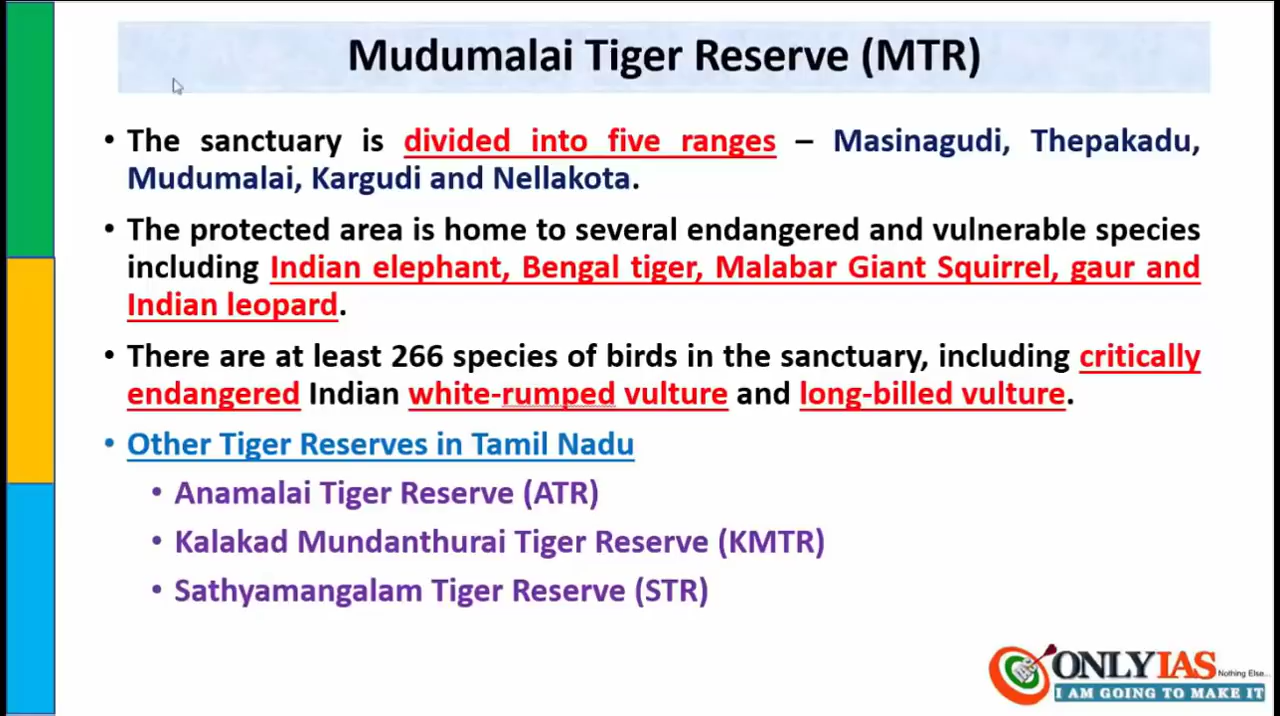 Mudumalai Tiger Reserve (MTR)
• The sanctuary is divided into five ranges – Masinagudi, Thepakadu,
Mudumalai, Kargudi and Nellakota.
• The protected area is home to several endangered and vulnerable species
including Indian elephant, Bengal tiger, Malabar Giant Squirrel, gaur and
Indian leopard.
• There are at least 266 species of birds in the sanctuary, including critically
endangered Indian white-rumped vulture and long-billed vulture.
• Other Tiger Reserves in Tamil Nadu
• Anamalai Tiger Reserve (ATR)
• Kalakad Mundanthurai Tiger Reserve (KMTR)
• Sathyamangalam Tiger Reserve (STR)
ONLYIAS Nothing Else...
I AM GOING TO MAKE IT